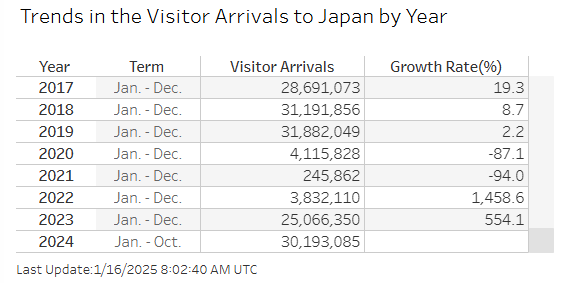 Trends in the Visitor Arrivals to Japan by Year
Year Term Visitor Arrivals Growth Rate(%)
2017 Jan. - Dec. 28,691,073 19.3
2018 Jan. - Dec. 31,191,856 8.7
2019 Jan. - Dec. 31,882,049 2.2
2020 Jan. - Dec. 4,115,828 -87.1
2021 Jan. - Dec. 245,862 -94.0
2022 Jan. - Dec. 3,832,110 1,458.6
2023 Jan. - Dec. 25,066,350 554.1
2024 Jan. - Oct. 30,193,085
Last Update:1/16/2025 8:02:40 AM UTC